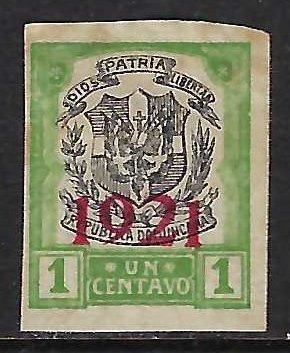 DIOS PATRIA LIBERTAD
1921
REPUBLICA DOMINICANA
1 UN 1
CENTAVO